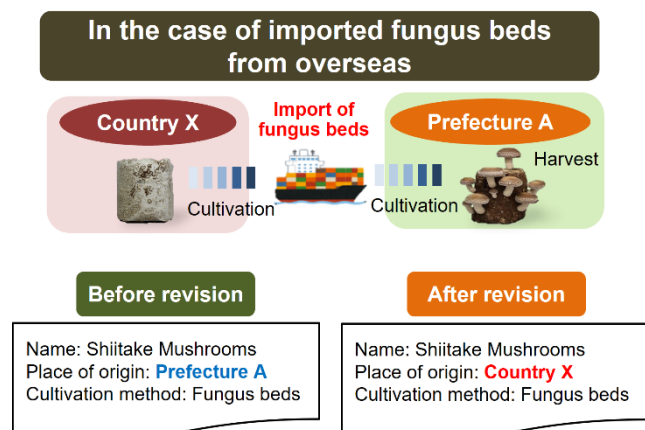 In the case of imported fungus beds
from overseas
Country X
Import of
fungus beds
Prefecture A
Harvest
Cultivation
Cultivation
Before revision
After revision
Name: Shiitake Mushrooms
Place of origin: Prefecture A
Cultivation method: Fungus beds
Name: Shiitake Mushrooms
Place of origin: Country X
Cultivation method: Fungus beds